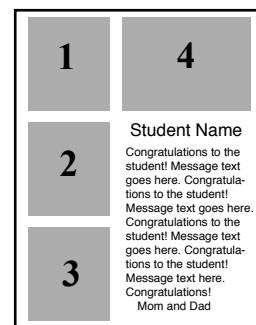 1
4
2
3
Student Name
Congratulations to the
student! Message text
goes here. Congratula-
tions to the student!
Message text goes here.
Congratulations to the
student! Message text
goes here. Congratula-
tions to the student!
Message text here.
Congratulations!
Mom and Dad